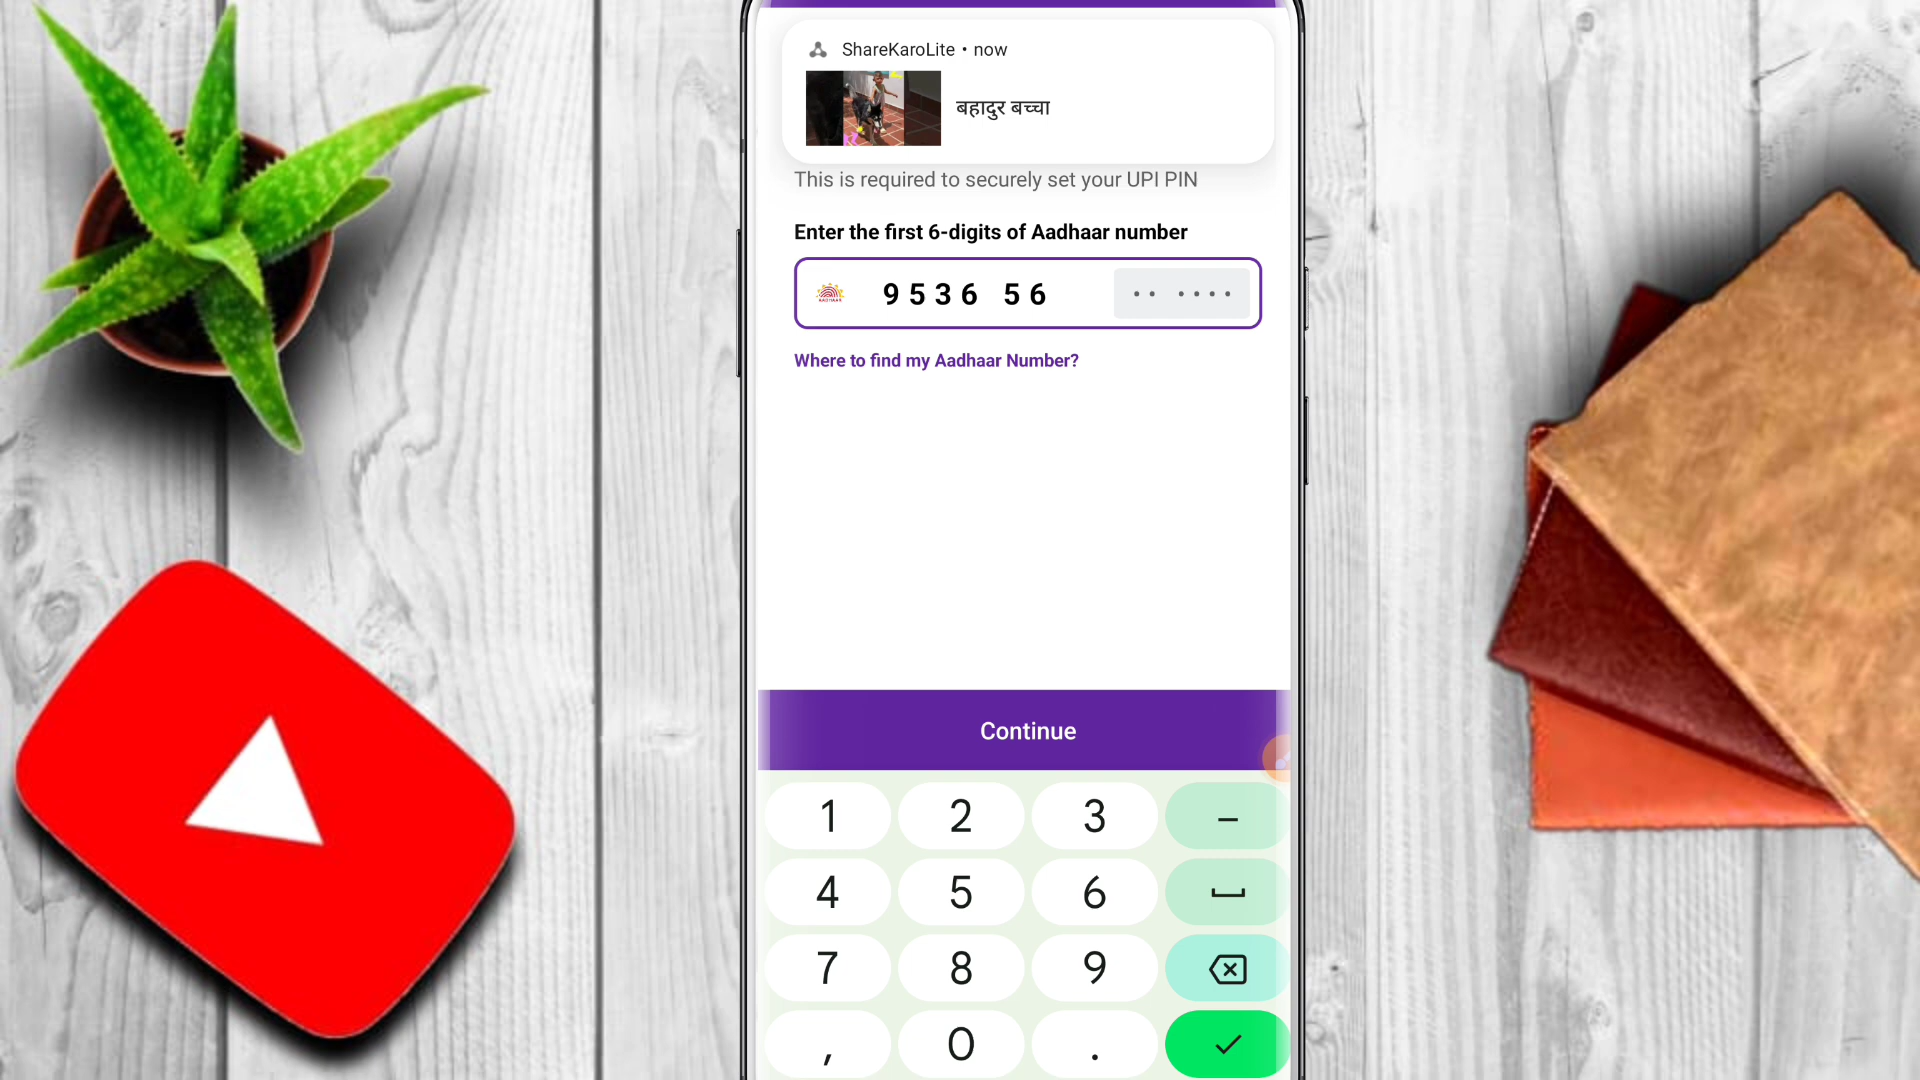 ShareKaroLite • now
बहादुर बच्चा
This is required to securely set your UPI PIN
Enter the first 6-digits of Aadhaar number
AADHAAR 9536 56 •• ••••
Where to find my Aadhaar Number?
Continue
1 2 3 –
4 5 6
7 8 9
, 0 .